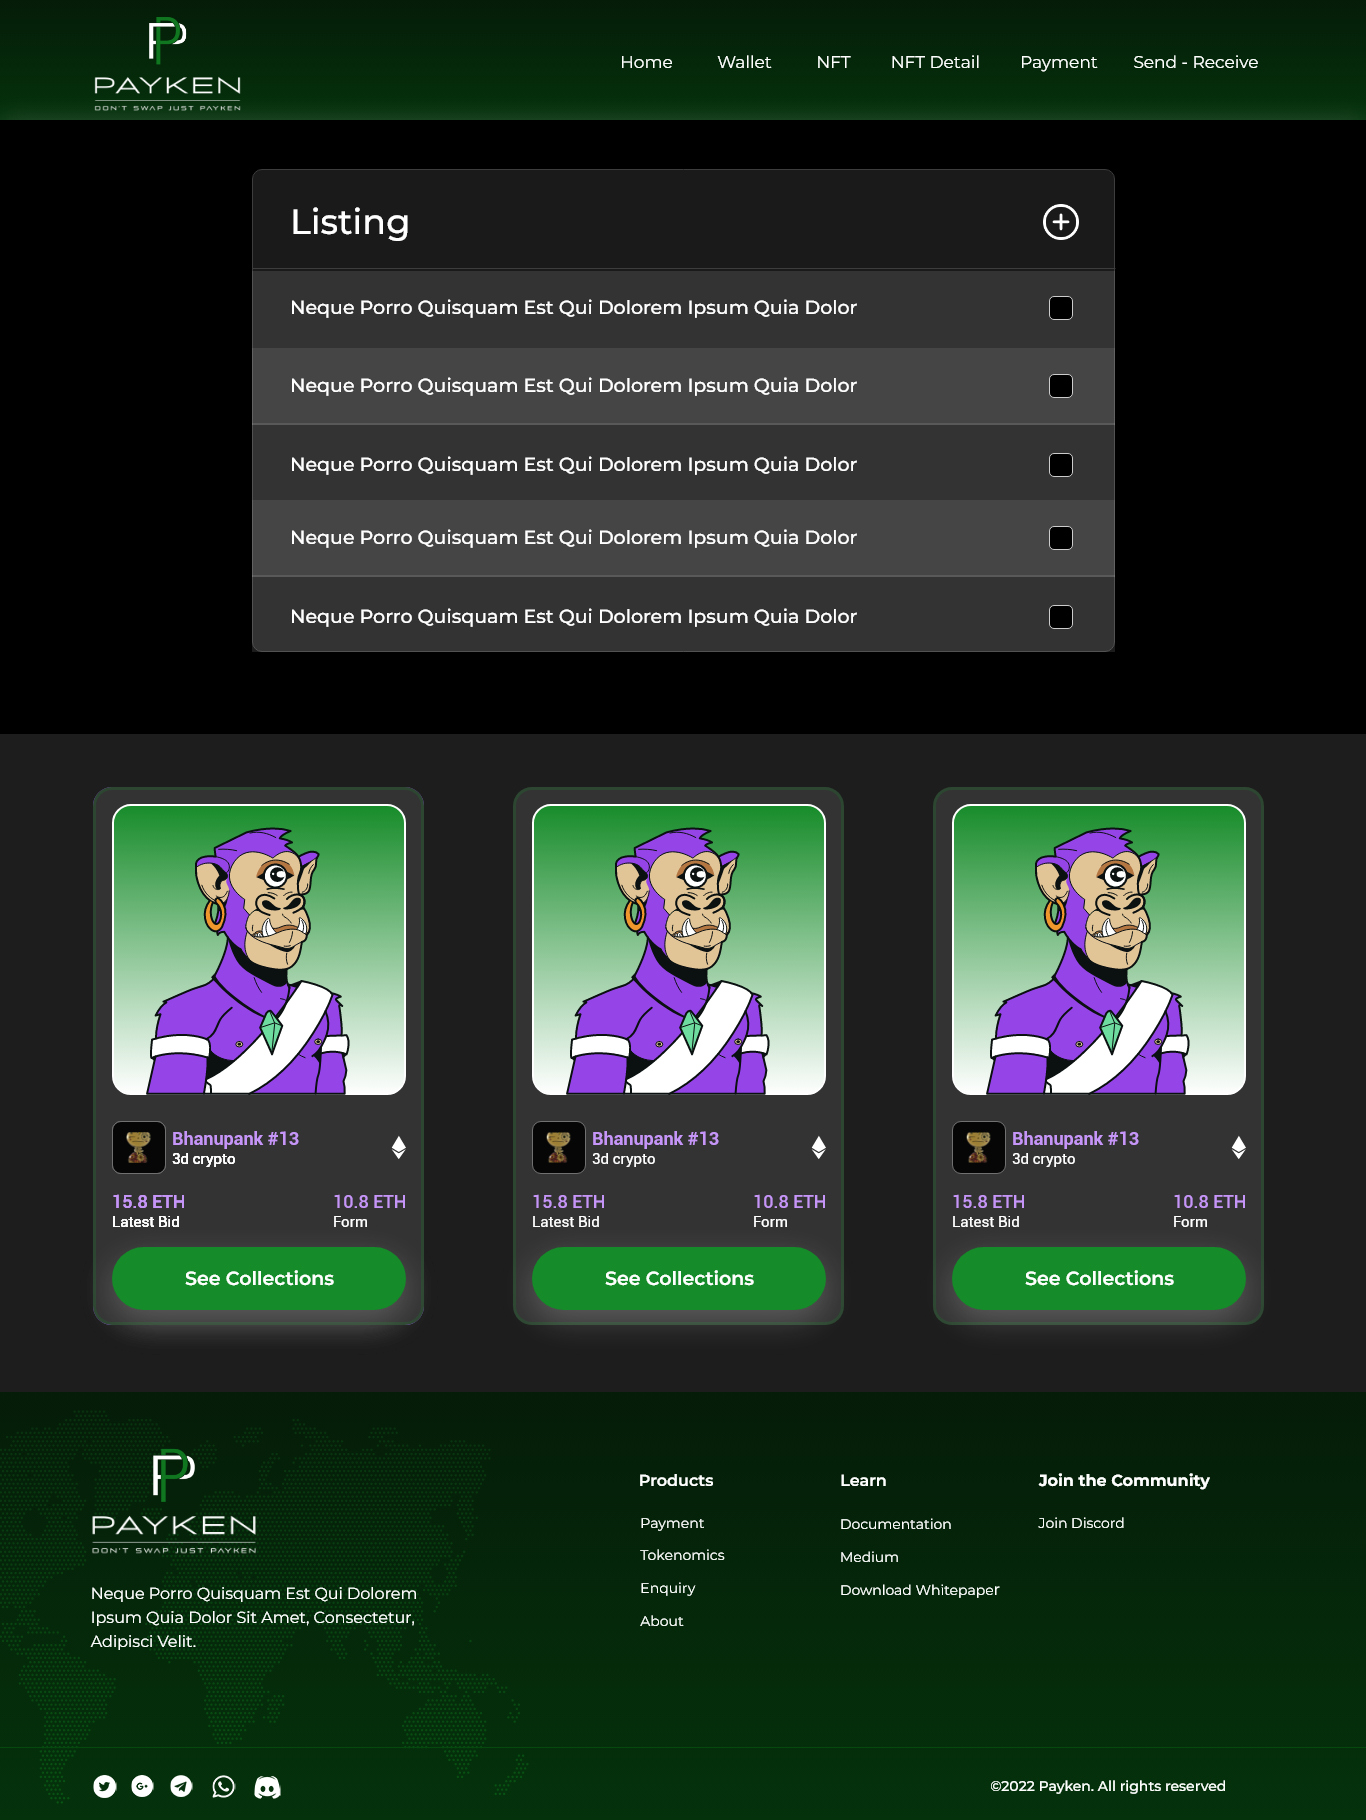 PAYKEN
DON'T SWAP JUST PAYKEN
Home Wallet NFT NFT Detail Payment Send - Receive
Listing
Neque Porro Quisquam Est Qui Dolorem Ipsum Quia Dolor
Neque Porro Quisquam Est Qui Dolorem Ipsum Quia Dolor
Neque Porro Quisquam Est Qui Dolorem Ipsum Quia Dolor
Neque Porro Quisquam Est Qui Dolorem Ipsum Quia Dolor
Neque Porro Quisquam Est Qui Dolorem Ipsum Quia Dolor
Bhanupank #13
3d crypto
15.8 ETH 10.8 ETH
Latest Bid Form
See Collections
Bhanupank #13
3d crypto
15.8 ETH 10.8 ETH
Latest Bid Form
See Collections
Bhanupank #13
3d crypto
15.8 ETH 10.8 ETH
Latest Bid Form
See Collections
PAYKEN
DON'T SWAP JUST PAYKEN
Neque Porro Quisquam Est Qui Dolorem
Ipsum Quia Dolor Sit Amet, Consectetur,
Adipisci Velit.
Products
Payment
Tokenomics
Enquiry
About
Learn
Documentation
Medium
Download Whitepaper
Join the Community
Join Discord
©2022 Payken. All rights reserved